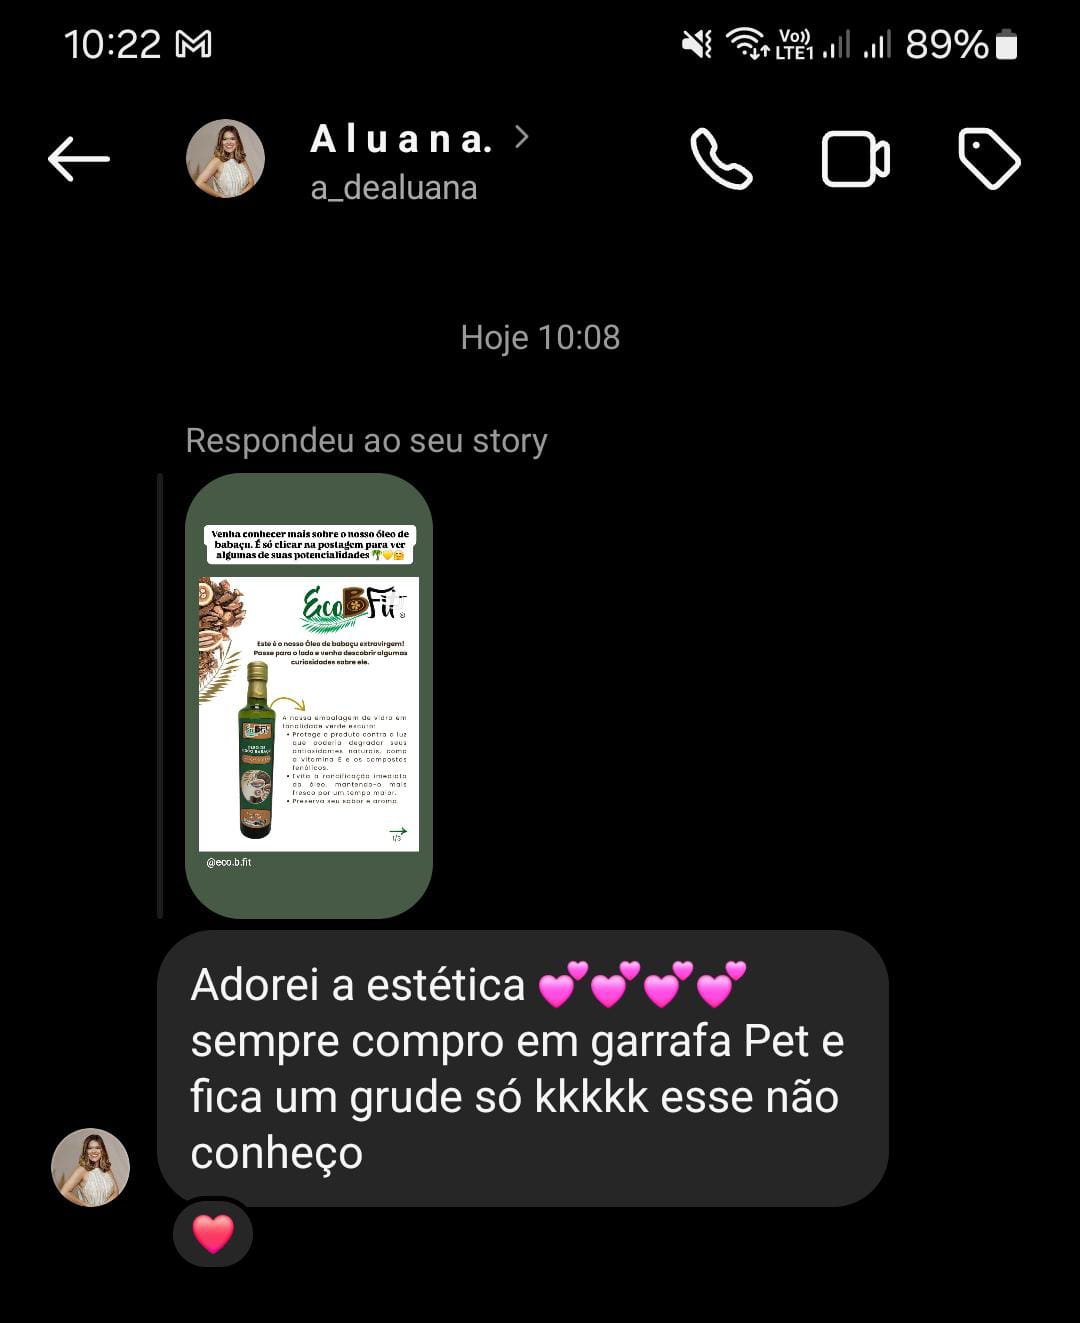 10:22
Vo))
LTE1
89%
Aluana.
a_dealuana
Hoje 10:08
Respondeu ao seu story
Venha conhecer mais sobre o nosso óleo de
babaçu. É só clicar na postagem para ver
algumas de suas potencialidades 🌴💛🤗
EcoBFit
Este é o nosso Óleo de babaçu extravirgem!
Passe para o lado e venha descobrir algumas
curiosidades sobre ele.
A nossa embalagem de vidro em
tonalidade verde escuro:
• Protege o produto contra a luz
que poderia degradar seus
antioxidantes naturais, como
a vitamina E e os compostos
fenólicos.
• Evita a rancificação imediata
do óleo, mantendo-o mais
fresco por um tempo maior.
• Preserva seu sabor e aroma.
1/3
@eco.b.fit
Adorei a estética 💕💕💕💕
sempre compro em garrafa Pet e
fica um grude só kkkkk esse não
conheço
❤️